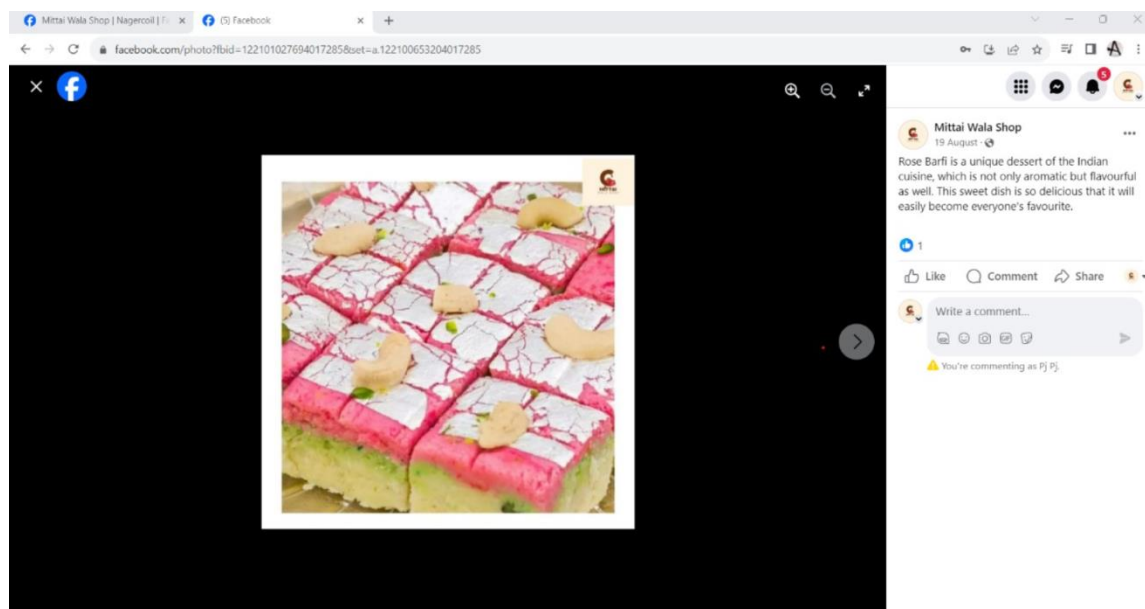 Mittai Wala Shop | Nagercoil | Fa
(5) Facebook
facebook.com/photo?fbid=122101027694017285&set=a.122100653204017285
5
Mittai Wala Shop
19 August
Rose Barfi is a unique dessert of the Indian
cuisine, which is not only aromatic but flavourful
as well. This sweet dish is so delicious that it will
easily become everyone's favourite.
1
Like Comment Share
Write a comment...
GIF
You're commenting as Pj Pj.